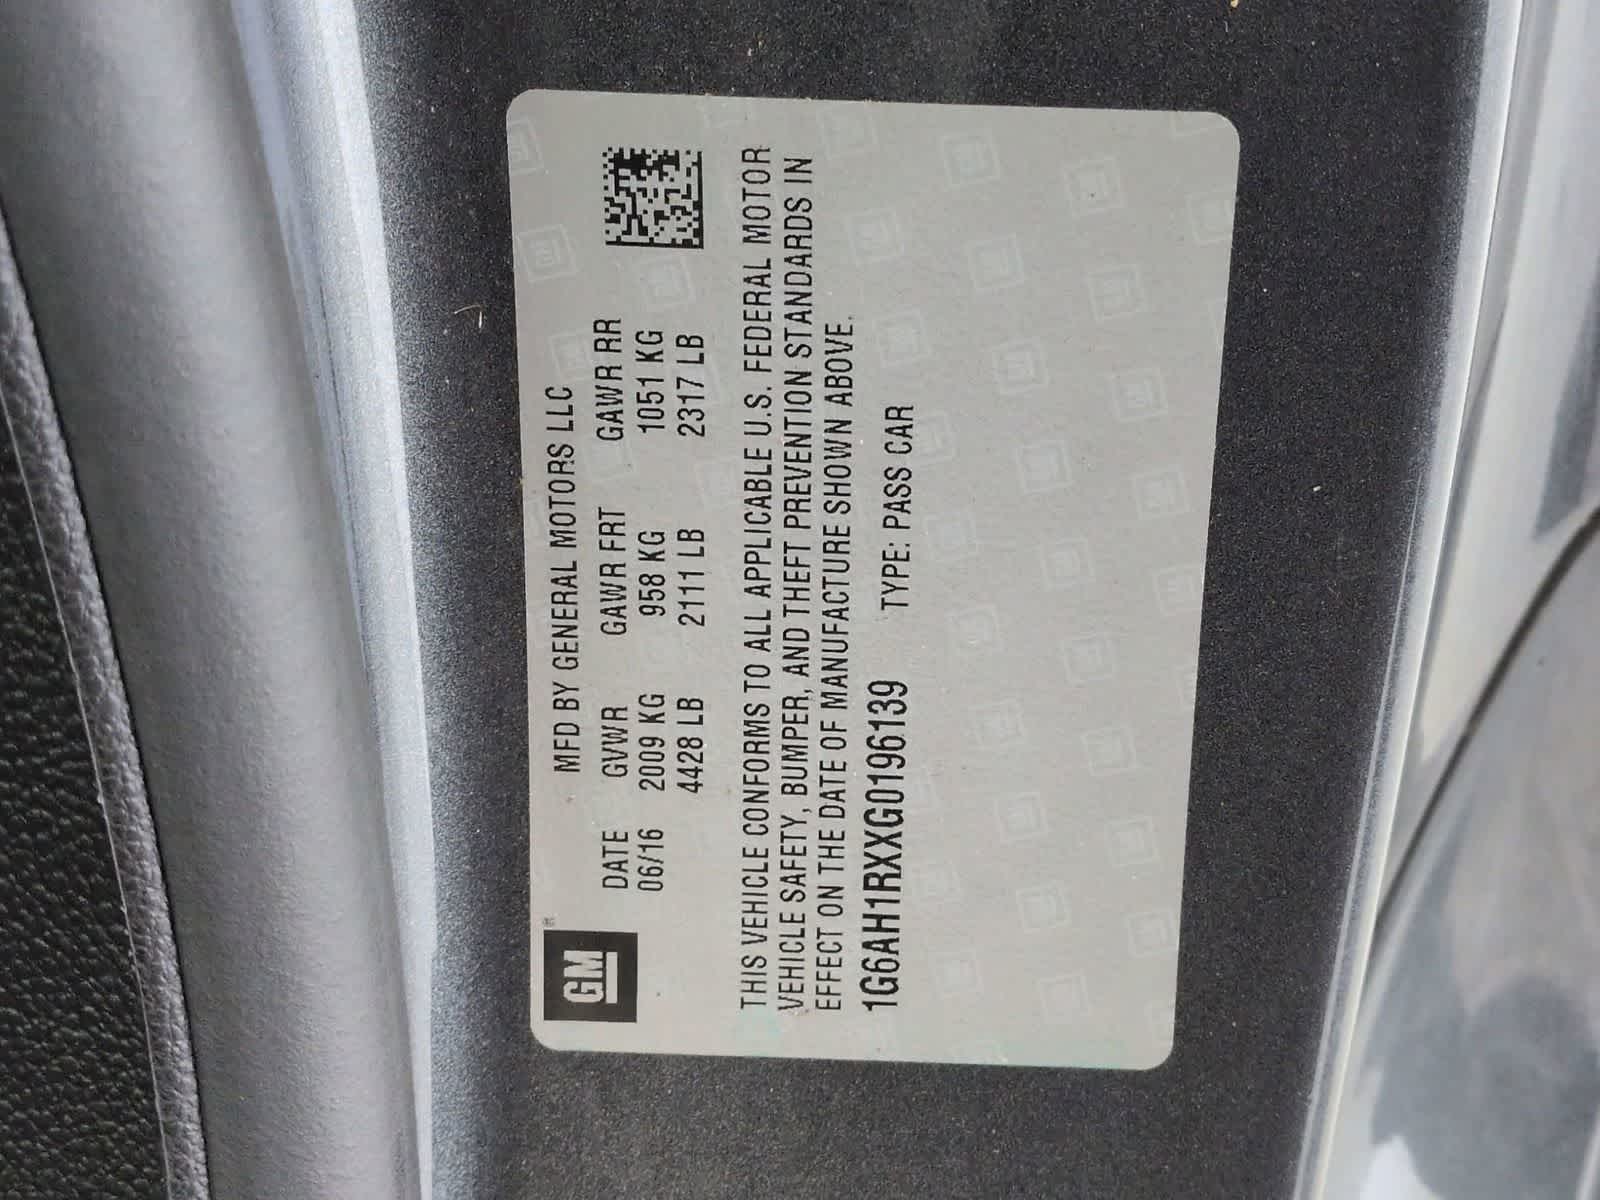 GM ®
MFD BY GENERAL MOTORS LLC
DATE GVWR GAWR FRT GAWR RR
06/16 2009 KG 958 KG 1051 KG
4428 LB 2111 LB 2317 LB
THIS VEHICLE CONFORMS TO ALL APPLICABLE U.S. FEDERAL MOTOR
VEHICLE SAFETY, BUMPER, AND THEFT PREVENTION STANDARDS IN
EFFECT ON THE DATE OF MANUFACTURE SHOWN ABOVE.
1G6AH1RXXG0196139 TYPE: PASS CAR